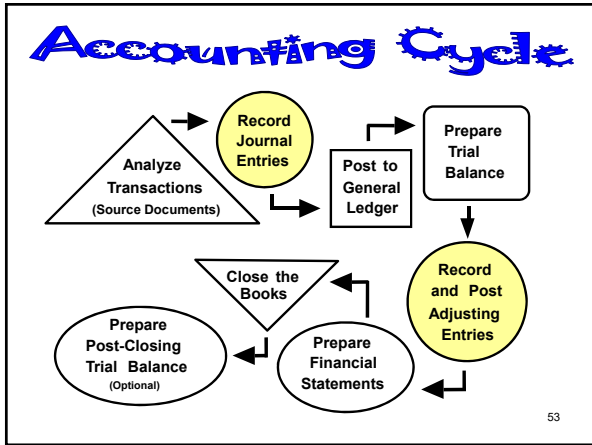 Accounting Cycle
Analyze
Transactions
(Source Documents)
Record
Journal
Entries
Post to
General
Ledger
Prepare
Trial
Balance
Record
and Post
Adjusting
Entries
Prepare
Financial
Statements
Close the
Books
Prepare
Post-Closing
Trial Balance
(Optional)
53